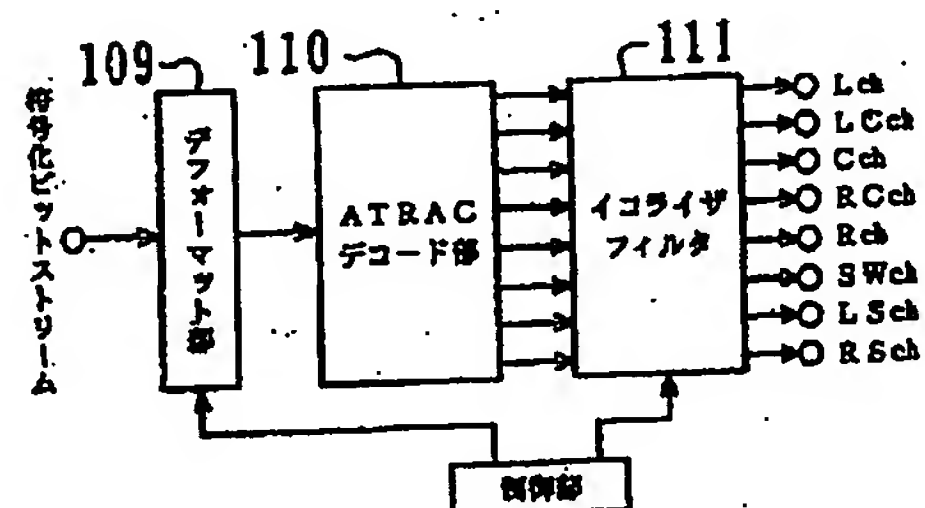 109
110
111
符号化ビットストリーム
デフォーマット部
ATRAC
デコード部
イコライザ
フィルタ
Lch
LCch
Cch
RCch
Rch
SWch
LSch
RSch
制御部